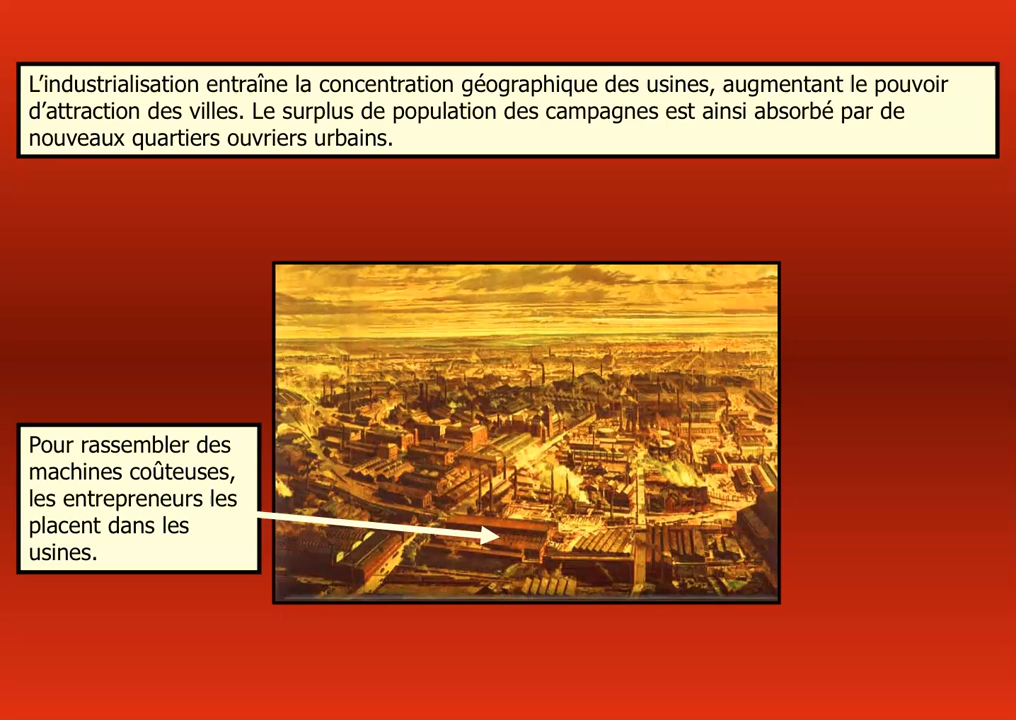 L’industrialisation entraîne la concentration géographique des usines, augmentant le pouvoir
d’attraction des villes. Le surplus de population des campagnes est ainsi absorbé par de
nouveaux quartiers ouvriers urbains.
Pour rassembler des
machines coûteuses,
les entrepreneurs les
placent dans les
usines.